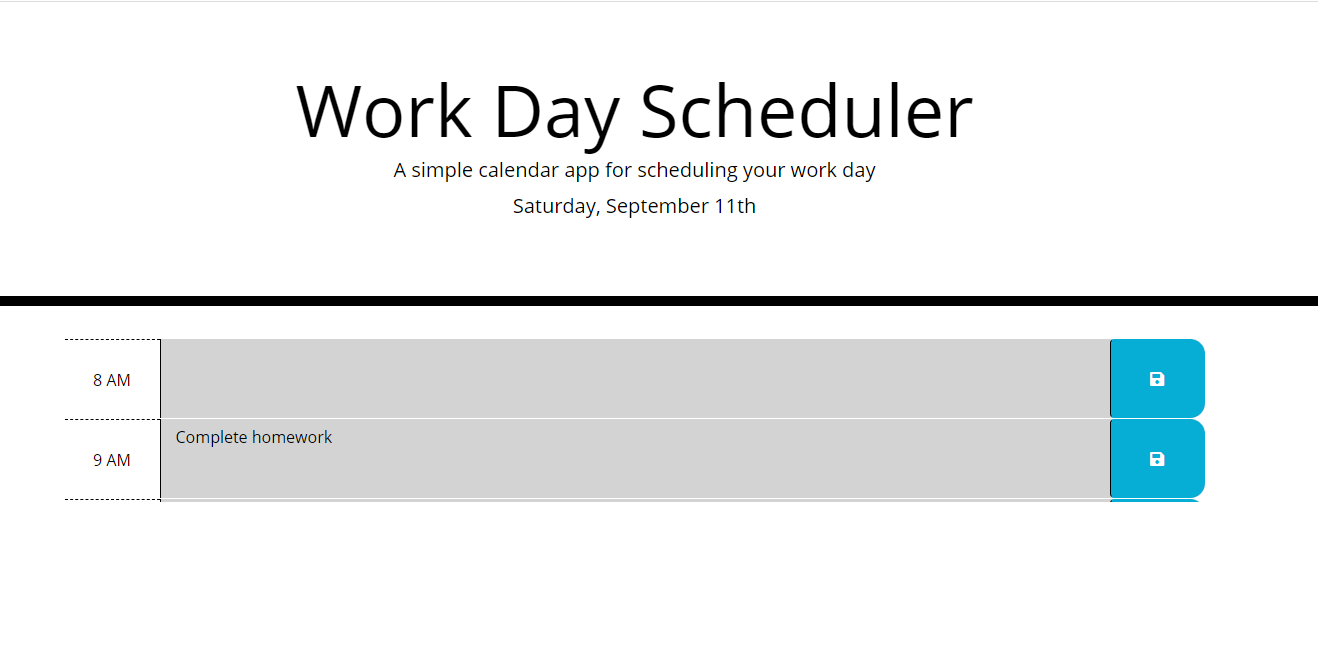 Work Day Scheduler
A simple calendar app for scheduling your work day
Saturday, September 11th
8 AM
Complete homework
9 AM